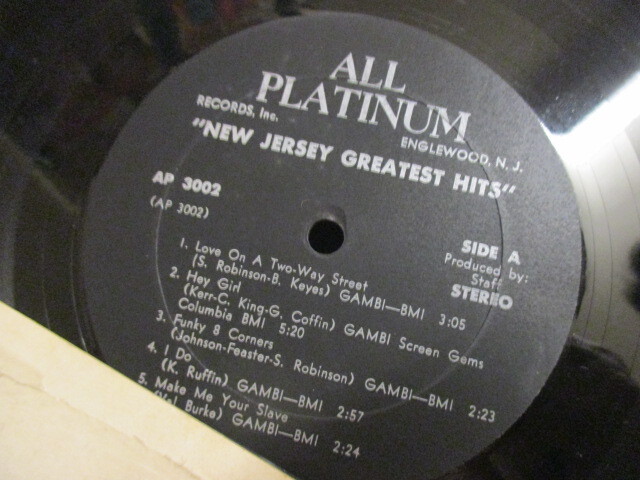 ALL
PLATINUM
RECORDS, Inc.
ENGLEWOOD, N. J.
"NEW JERSEY GREATEST HITS"
AP 3002
(AP 3002)
SIDE A
Produced by:
Staff
STEREO
1. Love On A Two-Way Street
(S. Robinson-B. Keyes) GAMBI—BMI 3:05
2. Hey Girl
(Kerr-C. King-G. Coffin) GAMBI Screen Gems
Columbia BMI 5:20
3. Funky 8 Corners
(Johnson-Feaster-S. Robinson) GAMBI—BMI 2:23
4. I Do
(K. Ruffin) GAMBI—BMI 2:57
5. Make Me Your Slave
Burke) GAMBI—BMI 2:24